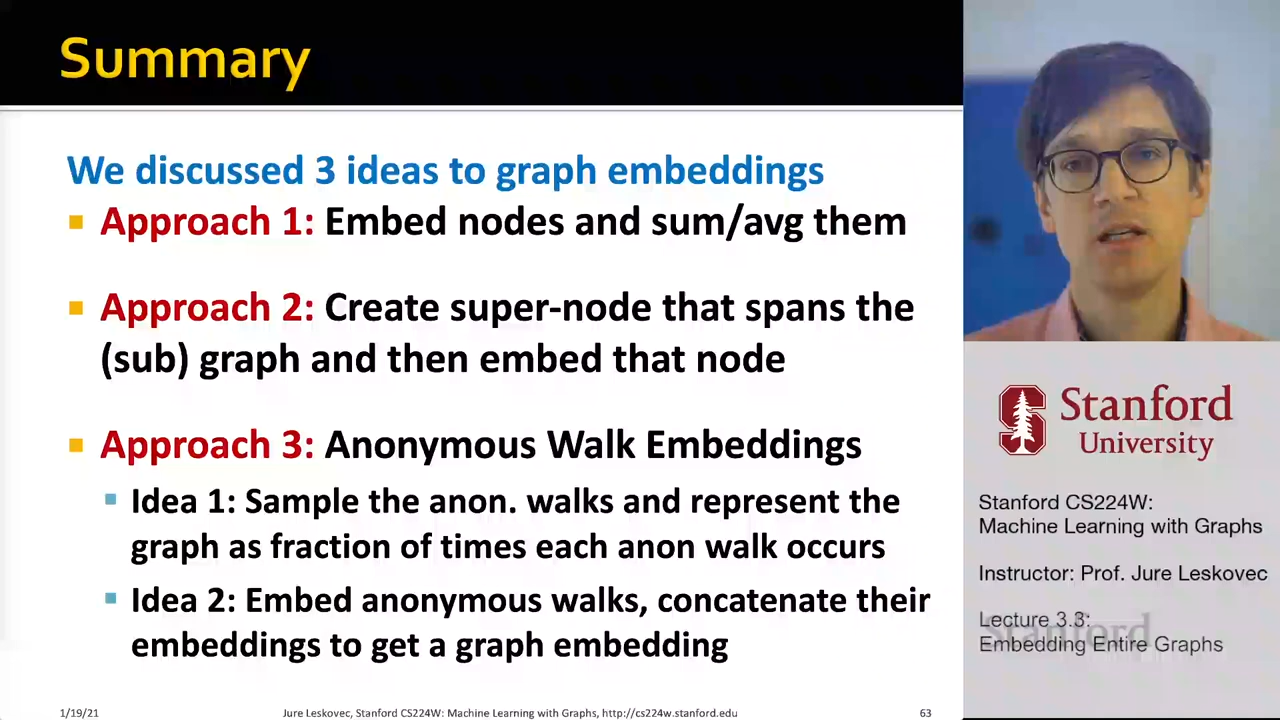 Summary
We discussed 3 ideas to graph embeddings
Approach 1: Embed nodes and sum/avg them
Approach 2: Create super-node that spans the
(sub) graph and then embed that node
Approach 3: Anonymous Walk Embeddings
Idea 1: Sample the anon. walks and represent the
graph as fraction of times each anon walk occurs
Idea 2: Embed anonymous walks, concatenate their
embeddings to get a graph embedding
1/19/21
Jure Leskovec, Stanford CS224W: Machine Learning with Graphs, http://cs224w.stanford.edu
63
Stanford
University
Stanford CS224W:
Machine Learning with Graphs
Instructor: Prof. Jure Leskovec
Lecture 3.3:
Embedding Entire Graphs
Stanford